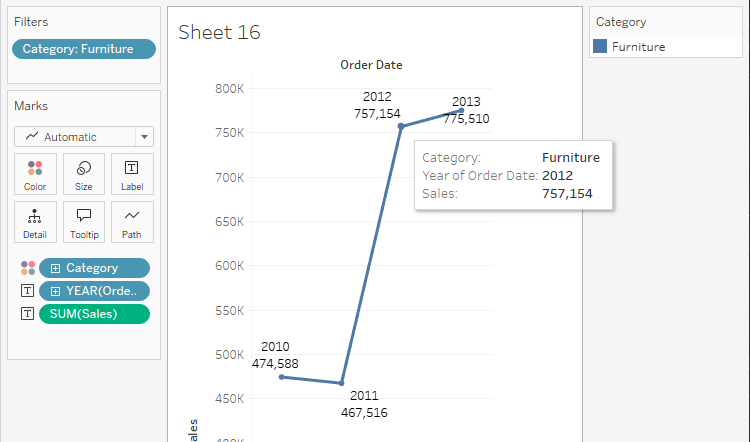 Filters
Category: Furniture
Marks
Automatic
Color
Size
Label
Detail
Tooltip
Path
Category
YEAR(Orde..
SUM(Sales)
Sheet 16
Order Date
800K
750K
700K
650K
600K
550K
500K
450K
400K
ales
2012
757,154
2013
775,510
2010
474,588
2011
467,516
Category: Furniture
Year of Order Date: 2012
Sales: 757,154
Category
Furniture